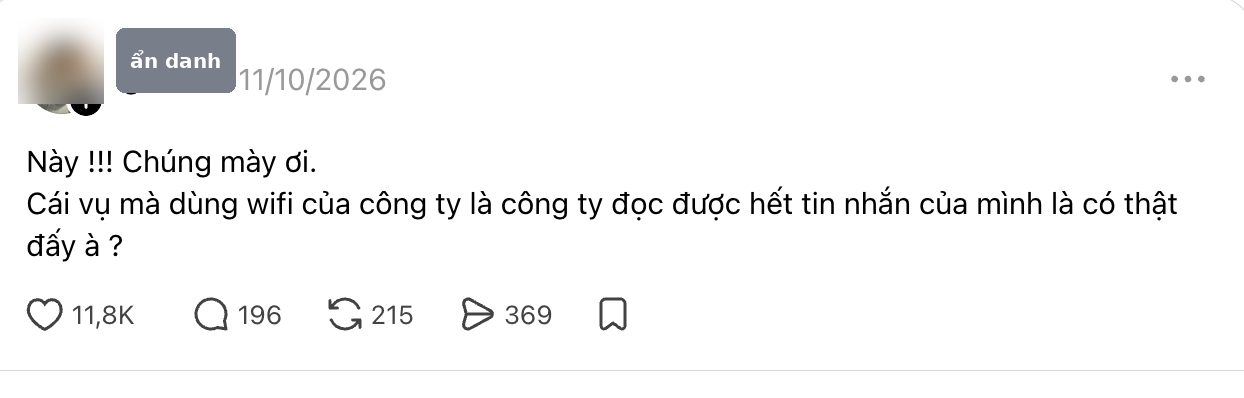 ẩn danh
11/10/2026
Này !!! Chúng mày ơi.
Cái vụ mà dùng wifi của công ty là công ty đọc được hết tin nhắn của mình là có thật
đấy à ?
11,8K 196 215 369